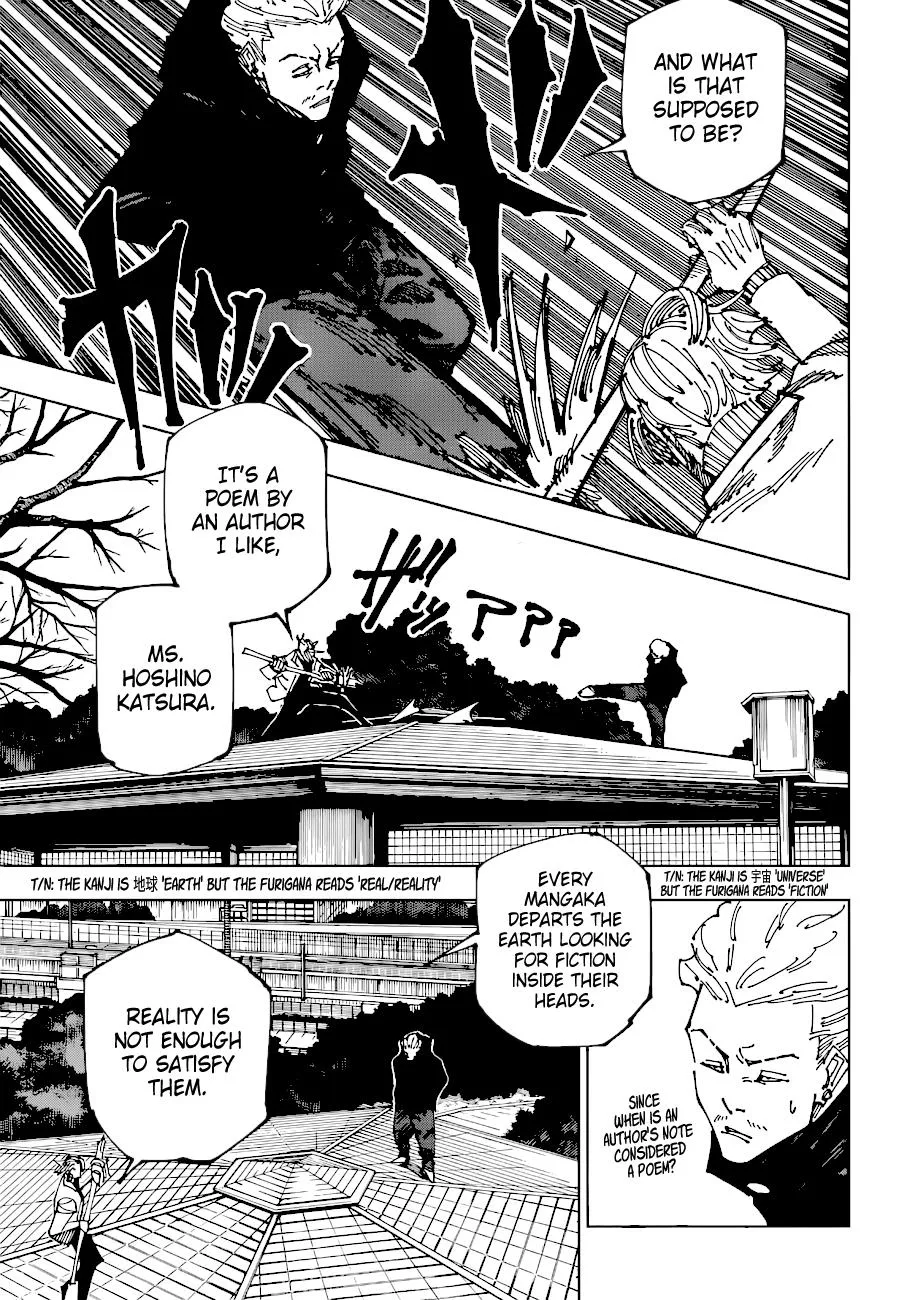 AND WHAT
IS THAT
SUPPOSED
TO BE?
IT'S A
POEM BY
AN AUTHOR
I LIKE,
MS.
HOSHINO
KATSURA.
T/N: THE KANJI IS 宇宙 'UNIVERSE'
BUT THE FURIGANA READS 'FICTION'
T/N: THE KANJI IS 地球 'EARTH' BUT THE FURIGANA READS 'REAL/REALITY'
SINCE
WHEN IS AN
AUTHOR'S NOTE
CONSIDERED
A POEM?
EVERY
MANGAKA
DEPARTS THE
EARTH LOOKING
FOR FICTION
INSIDE THEIR
HEADS.
REALITY IS
NOT ENOUGH
TO SATISFY
THEM.